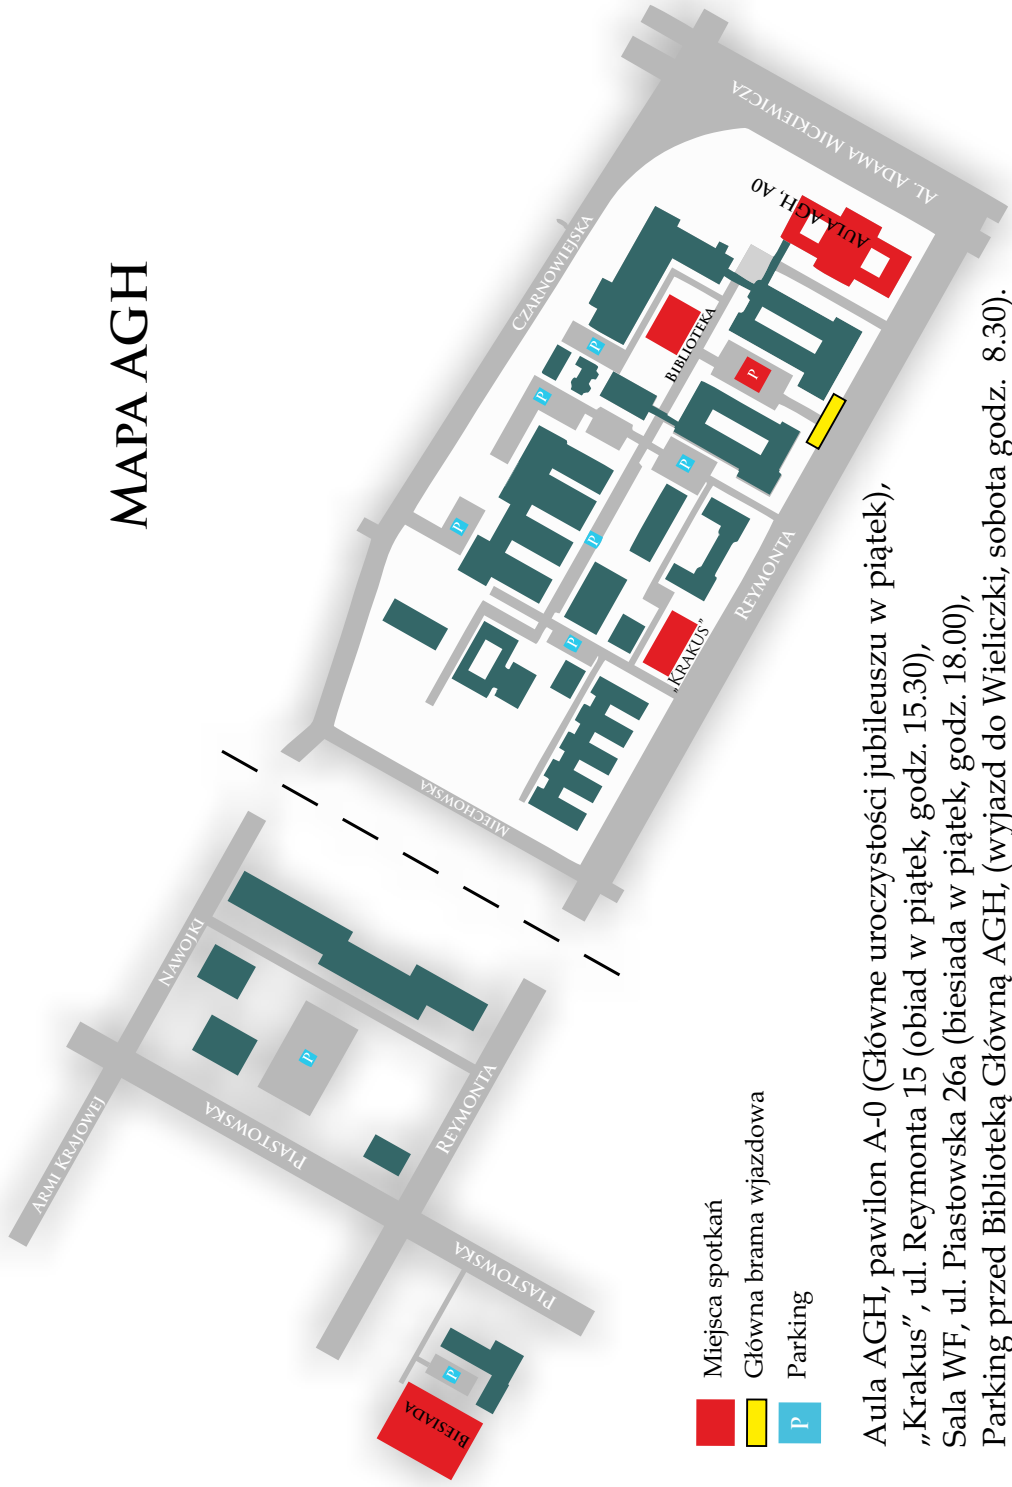 MAPA AGH
ARMI KRAJOWEJ
NAWOJKI
PIASTOWSKA
P
REYMONTA
PIASTOWSKA
P
BIESIADA
MIECHOWSKA
CZARNOWIEJSKA
AL. ADAMA MICKIEWICZA
AULA AGH, A0
BIBLIOTEKA
P
P
P
P
P
P
P
„KRAKUS”
REYMONTA
Miejsca spotkań
Główna brama wjazdowa
P Parking
Aula AGH, pawilon A-0 (Główne uroczystości jubileuszu w piątek),
„Krakus”, ul. Reymonta 15 (obiad w piątek, godz. 15.30),
Sala WF, ul. Piastowska 26a (biesiada w piątek, godz. 18.00),
Parking przed Biblioteką Główną AGH, (wyjazd do Wieliczki, sobota godz. 8.30).